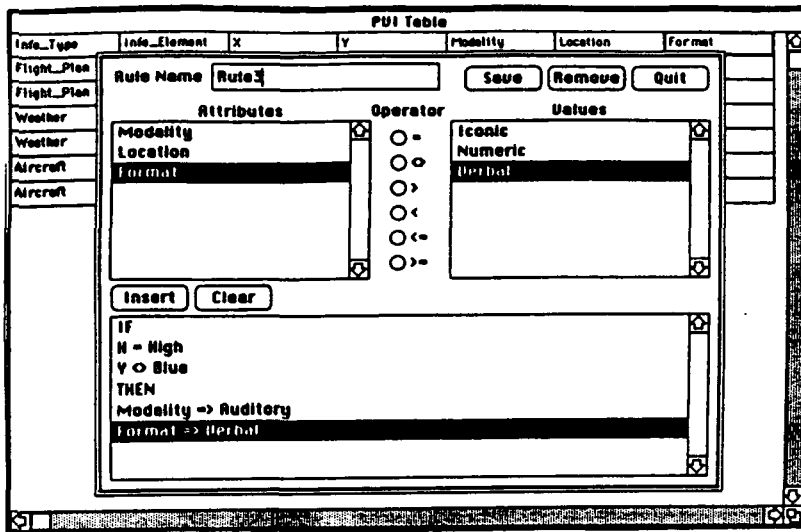 PVI Table
Info_Type Info_Element X Y Modality Location Format
Flight_Plan
Flight_Plan
Weather
Weather
Aircraft
Aircraft
Rule Name Rule3 Save Remove Quit
Attributes Operator Values
Modality
Location
Format
=
<>
>
<
<=
>=
Iconic
Numeric
Verbal
Insert Clear
IF
X = High
Y <> Blue
THEN
Modality => Auditory
Format => Verbal